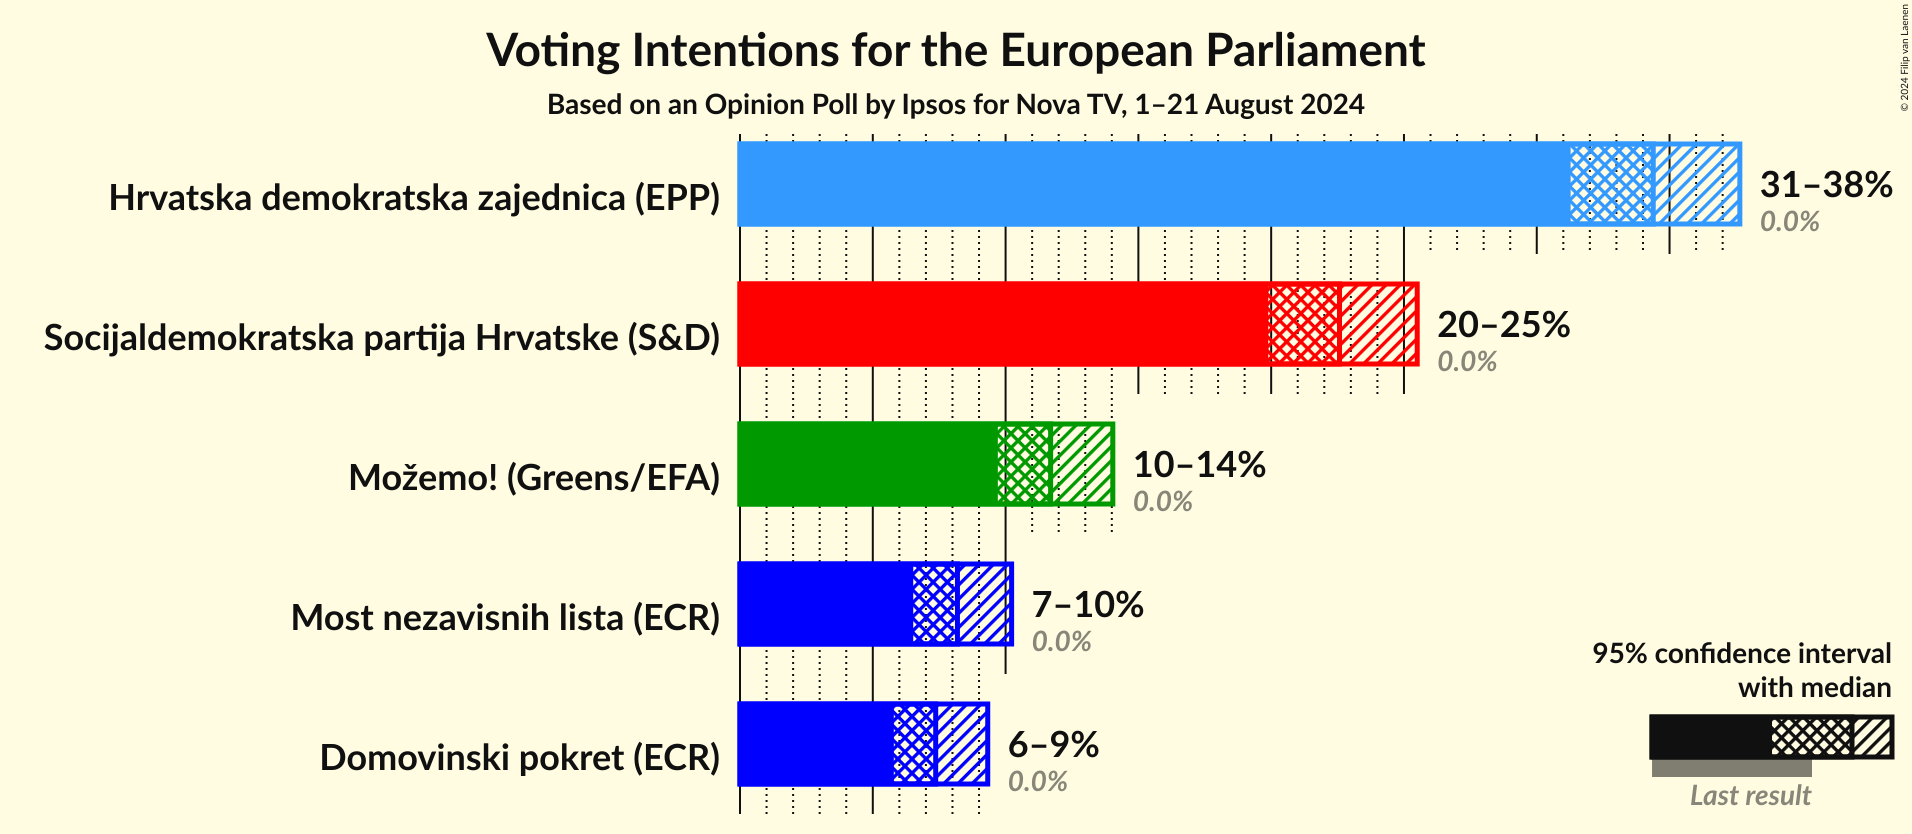 Voting Intentions for the European Parliament
Based on an Opinion Poll by Ipsos for Nova TV, 1–21 August 2024
© 2024 Filip van Laenen
Hrvatska demokratska zajednica (EPP)
31–38%
0.0%
Socijaldemokratska partija Hrvatske (S&D)
20–25%
0.0%
Možemo! (Greens/EFA)
10–14%
0.0%
Most nezavisnih lista (ECR)
7–10%
0.0%
Domovinski pokret (ECR)
6–9%
0.0%
95% confidence interval
with median
Last result